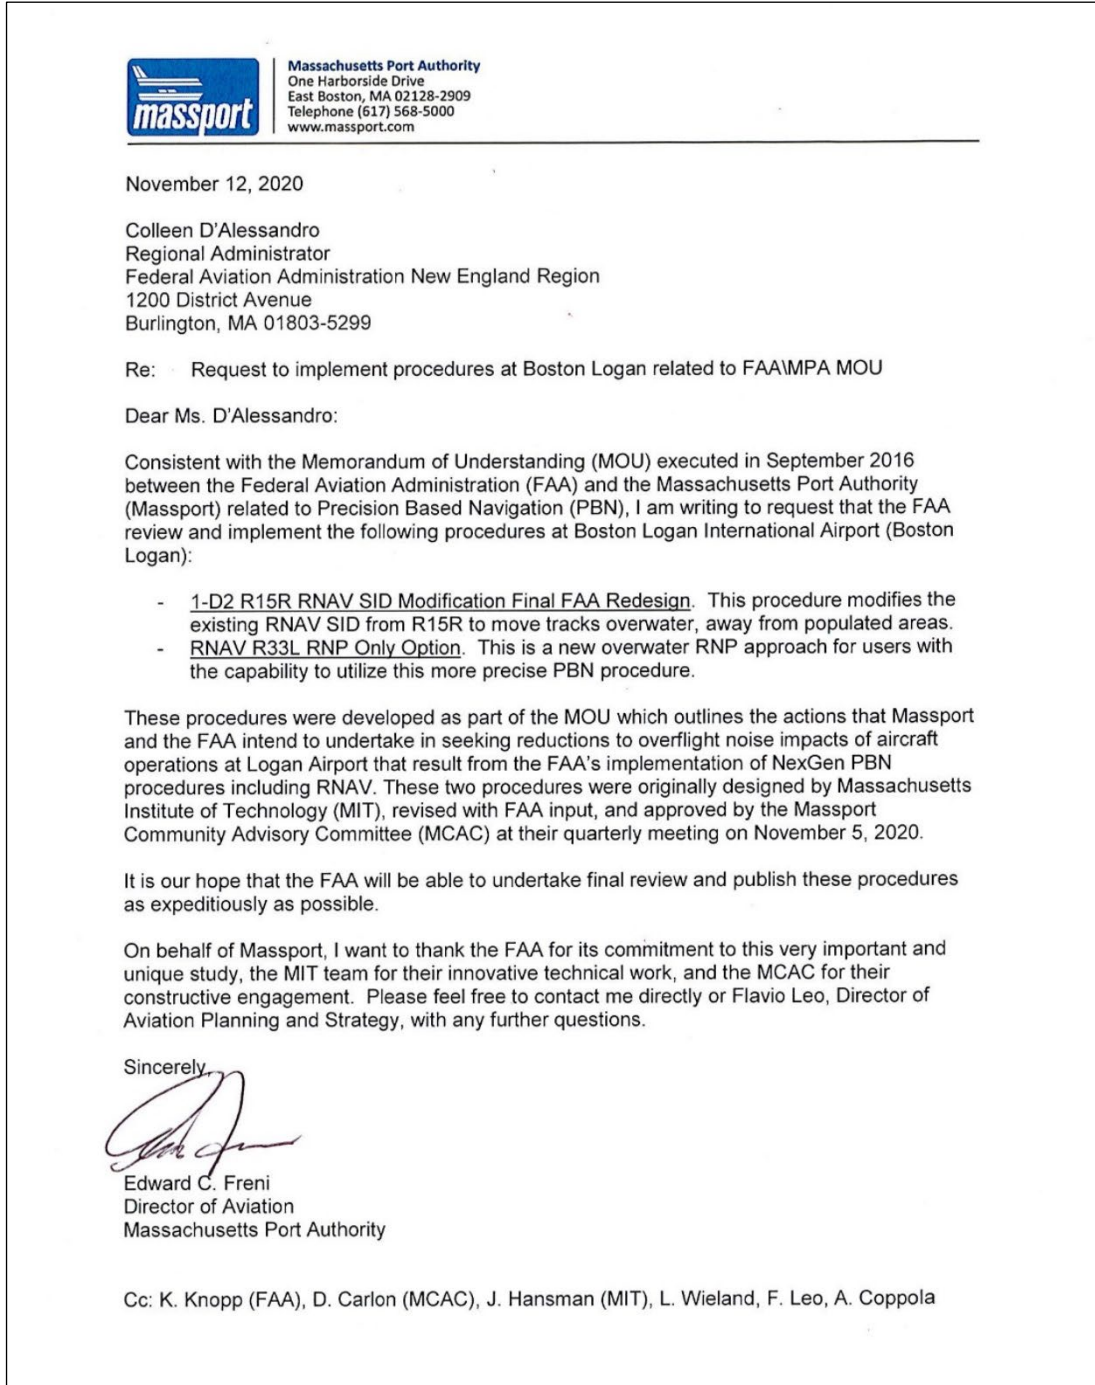 massport
Massachusetts Port Authority
One Harborside Drive
East Boston, MA 02128-2909
Telephone (617) 568-5000
www.massport.com
November 12, 2020
Colleen D'Alessandro
Regional Administrator
Federal Aviation Administration New England Region
1200 District Avenue
Burlington, MA 01803-5299
Re: Request to implement procedures at Boston Logan related to FAA\MPA MOU
Dear Ms. D'Alessandro:
Consistent with the Memorandum of Understanding (MOU) executed in September 2016
between the Federal Aviation Administration (FAA) and the Massachusetts Port Authority
(Massport) related to Precision Based Navigation (PBN), I am writing to request that the FAA
review and implement the following procedures at Boston Logan International Airport (Boston
Logan):
- 1-D2 R15R RNAV SID Modification Final FAA Redesign. This procedure modifies the
existing RNAV SID from R15R to move tracks overwater, away from populated areas.
- RNAV R33L RNP Only Option. This is a new overwater RNP approach for users with
the capability to utilize this more precise PBN procedure.
These procedures were developed as part of the MOU which outlines the actions that Massport
and the FAA intend to undertake in seeking reductions to overflight noise impacts of aircraft
operations at Logan Airport that result from the FAA's implementation of NexGen PBN
procedures including RNAV. These two procedures were originally designed by Massachusetts
Institute of Technology (MIT), revised with FAA input, and approved by the Massport
Community Advisory Committee (MCAC) at their quarterly meeting on November 5, 2020.
It is our hope that the FAA will be able to undertake final review and publish these procedures
as expeditiously as possible.
On behalf of Massport, I want to thank the FAA for its commitment to this very important and
unique study, the MIT team for their innovative technical work, and the MCAC for their
constructive engagement. Please feel free to contact me directly or Flavio Leo, Director of
Aviation Planning and Strategy, with any further questions.
Sincerely,
Edward C. Freni
Director of Aviation
Massachusetts Port Authority
Cc: K. Knopp (FAA), D. Carlon (MCAC), J. Hansman (MIT), L. Wieland, F. Leo, A. Coppola